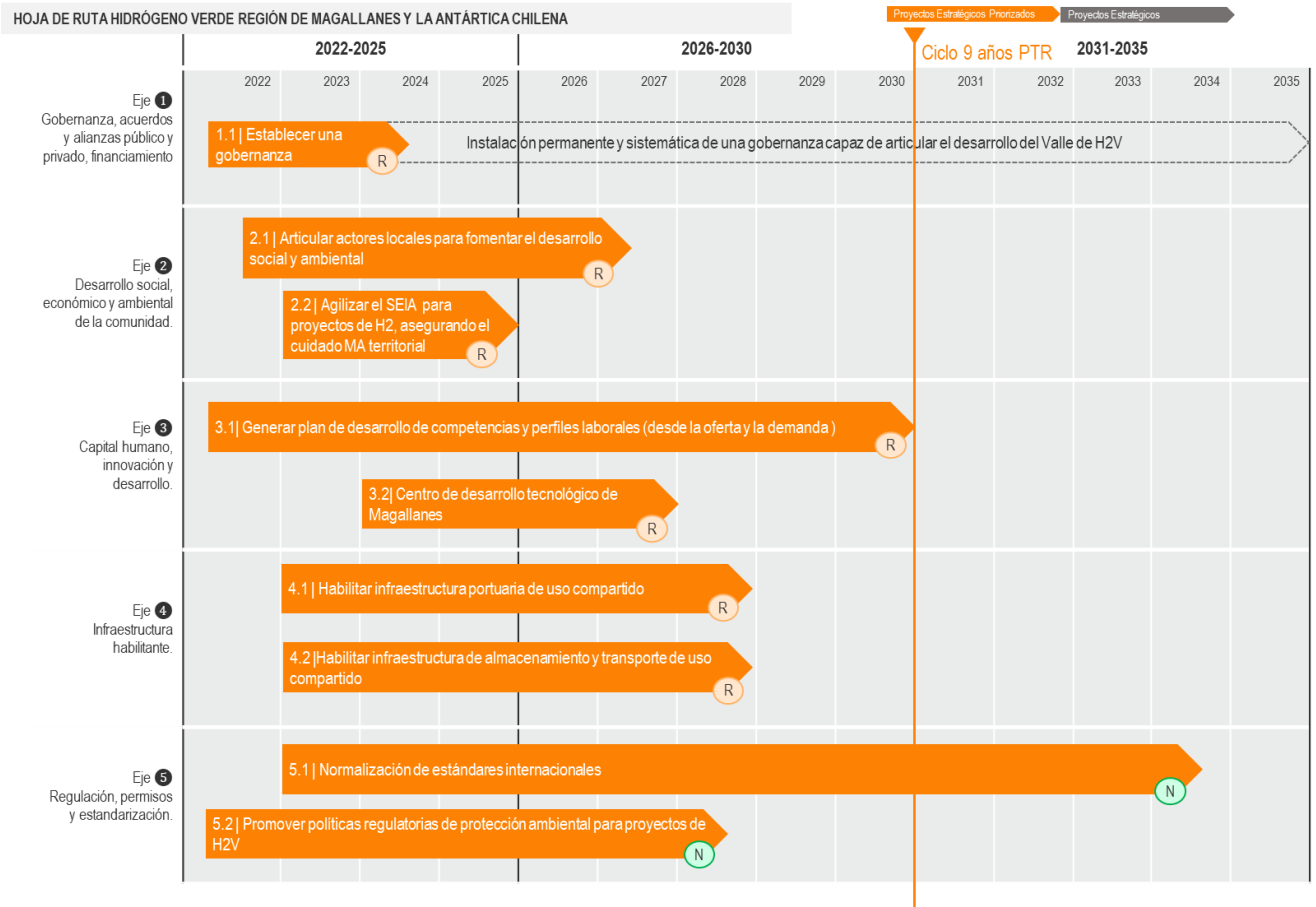 HOJA DE RUTA HIDRÓGENO VERDE REGIÓN DE MAGALLANES Y LA ANTÁRTICA CHILENA
Proyectos Estratégicos Priorizados
Proyectos Estratégicos
2022-2025
2026-2030
Ciclo 9 años PTR
2031-2035
2022 2023 2024 2025 2026 2027 2028 2029 2030 2031 2032 2033 2034 2035
Eje 1
Gobernanza, acuerdos
y alianzas público y
privado, financiamiento
1.1| Establecer una
gobernanza
R
Instalación permanente y sistemática de una gobernanza capaz de articular el desarrollo del Valle de H2V
Eje 2
Desarrollo social,
económico y ambiental
de la comunidad.
2.1| Articular actores locales para fomentar el desarrollo
social y ambiental
R
2.2| Agilizar el SEIA para
proyectos de H2, asegurando el
cuidado MA territorial
R
Eje 3
Capital humano,
innovación y
desarrollo.
3.1| Generar plan de desarrollo de competencias y perfiles laborales (desde la oferta y la demanda )
R
3.2| Centro de desarrollo tecnológico de
Magallanes
R
Eje 4
Infraestructura
habilitante.
4.1| Habilitar infraestructura portuaria de uso compartido
R
4.2 |Habilitar infraestructura de almacenamiento y transporte de uso
compartido
R
Eje 5
Regulación, permisos
y estandarización.
5.1| Normalización de estándares internacionales
N
5.2| Promover políticas regulatorias de protección ambiental para proyectos de
H2V
N